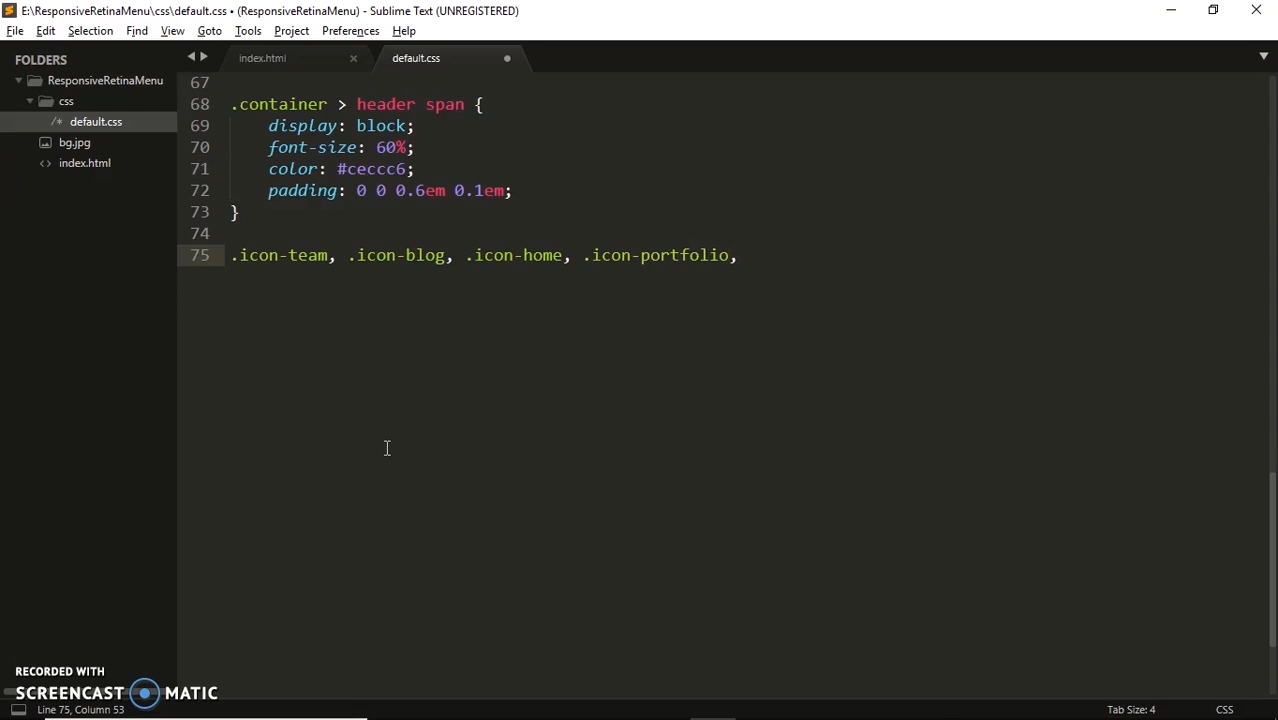 E:\ResponsiveRetinaMenu\css\default.css • (ResponsiveRetinaMenu) - Sublime Text (UNREGISTERED)
File Edit Selection Find View Goto Tools Project Preferences Help
FOLDERS
ResponsiveRetinaMenu
css
/* default.css
bg.jpg
<> index.html
index.html
default.css
67
68 .container > header span {
69 display: block;
70 font-size: 60%;
71 color: #ceccc6;
72 padding: 0 0 0.6em 0.1em;
73 }
74
75 .icon-team, .icon-blog, .icon-home, .icon-portfolio,
RECORDED WITH
SCREENCAST MATIC
Line 75, Column 53
Tab Size: 4
CSS